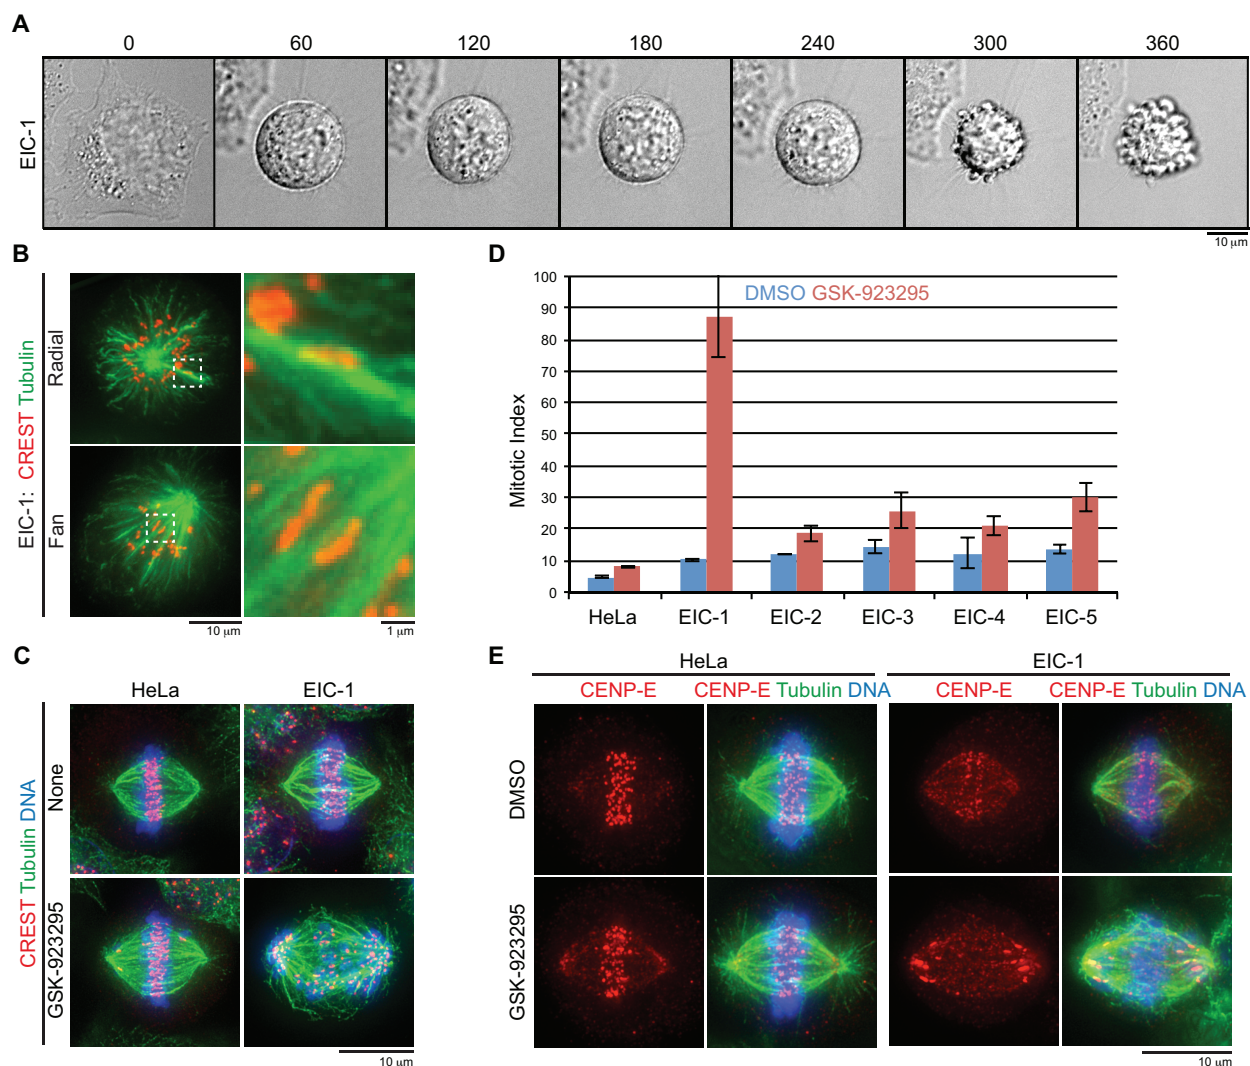 A
0 60 120 180 240 300 360
EIC-1
10 μm
B
EIC-1: CREST Tubulin
Radial
Fan
10 μm
1 μm
C
HeLa EIC-1
CREST Tubulin DNA
None
GSK-923295
10 μm
D
Mitotic Index
100
90
80
70
60
50
40
30
20
10
0
DMSO GSK-923295
HeLa EIC-1 EIC-2 EIC-3 EIC-4 EIC-5
E
HeLa EIC-1
CENP-E CENP-E Tubulin DNA CENP-E CENP-E Tubulin DNA
DMSO
GSK-923295
10 μm